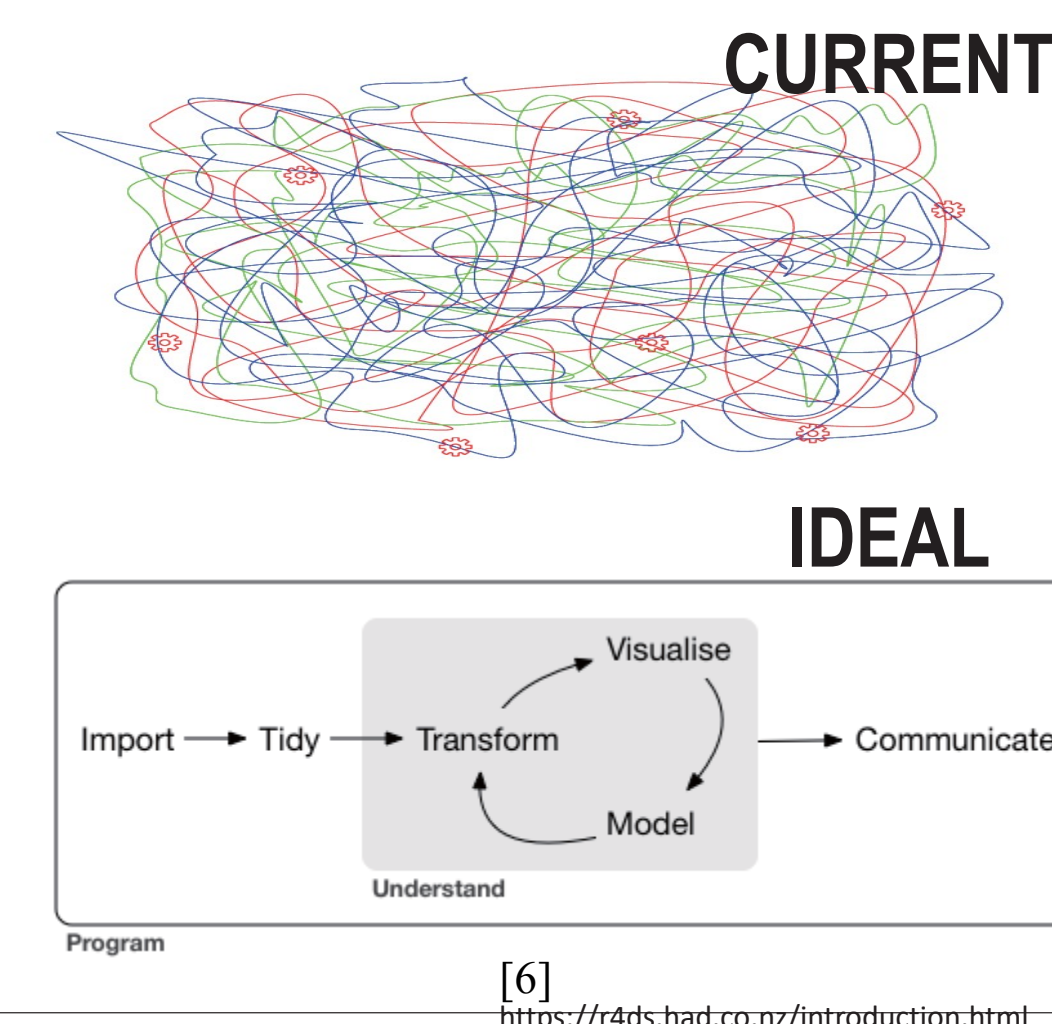 CURRENT
IDEAL
Visualise
Import Tidy Transform Communicate
Model
Understand
Program
[6]
https://r4ds.had.co.nz/introduction.html